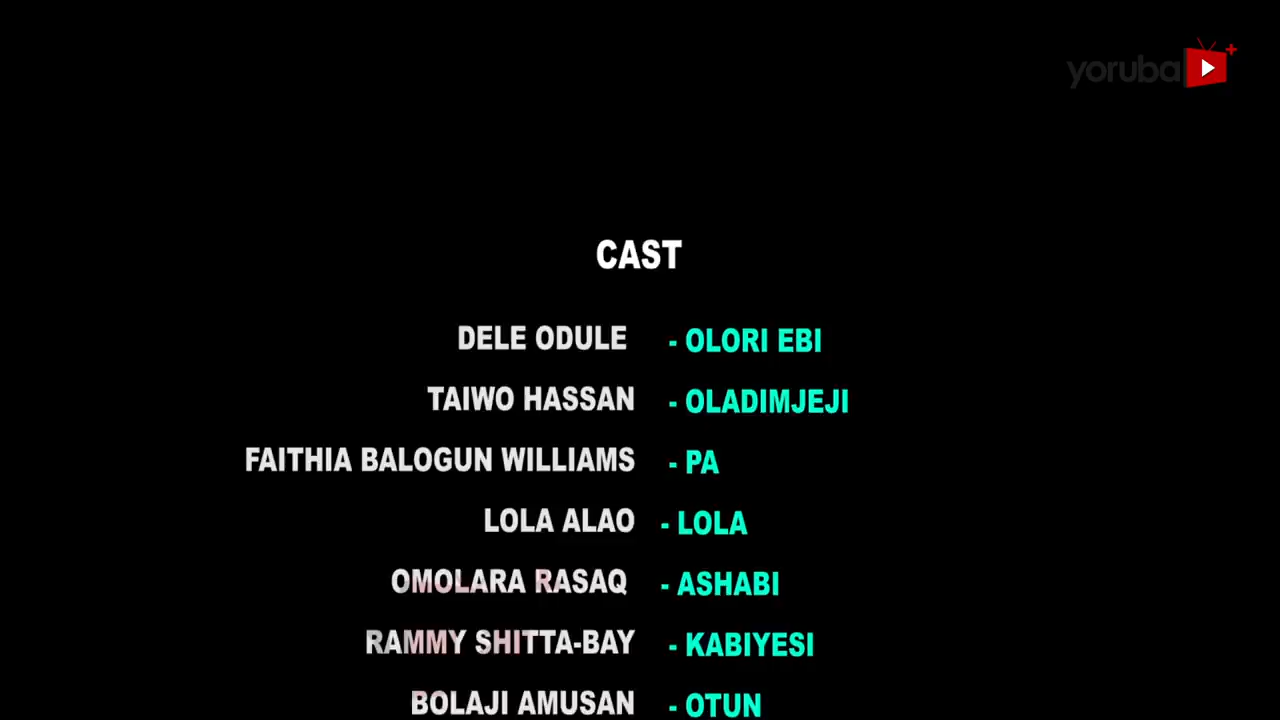 yoruba
CAST
DELE ODULE - OLORI EBI
TAIWO HASSAN - OLADIMJEJI
FAITHIA BALOGUN WILLIAMS - PA
LOLA ALAO - LOLA
OMOLARA RASAQ - ASHABI
RAMMY SHITTA-BAY - KABIYESI
BOLAJI AMUSAN - OTUN